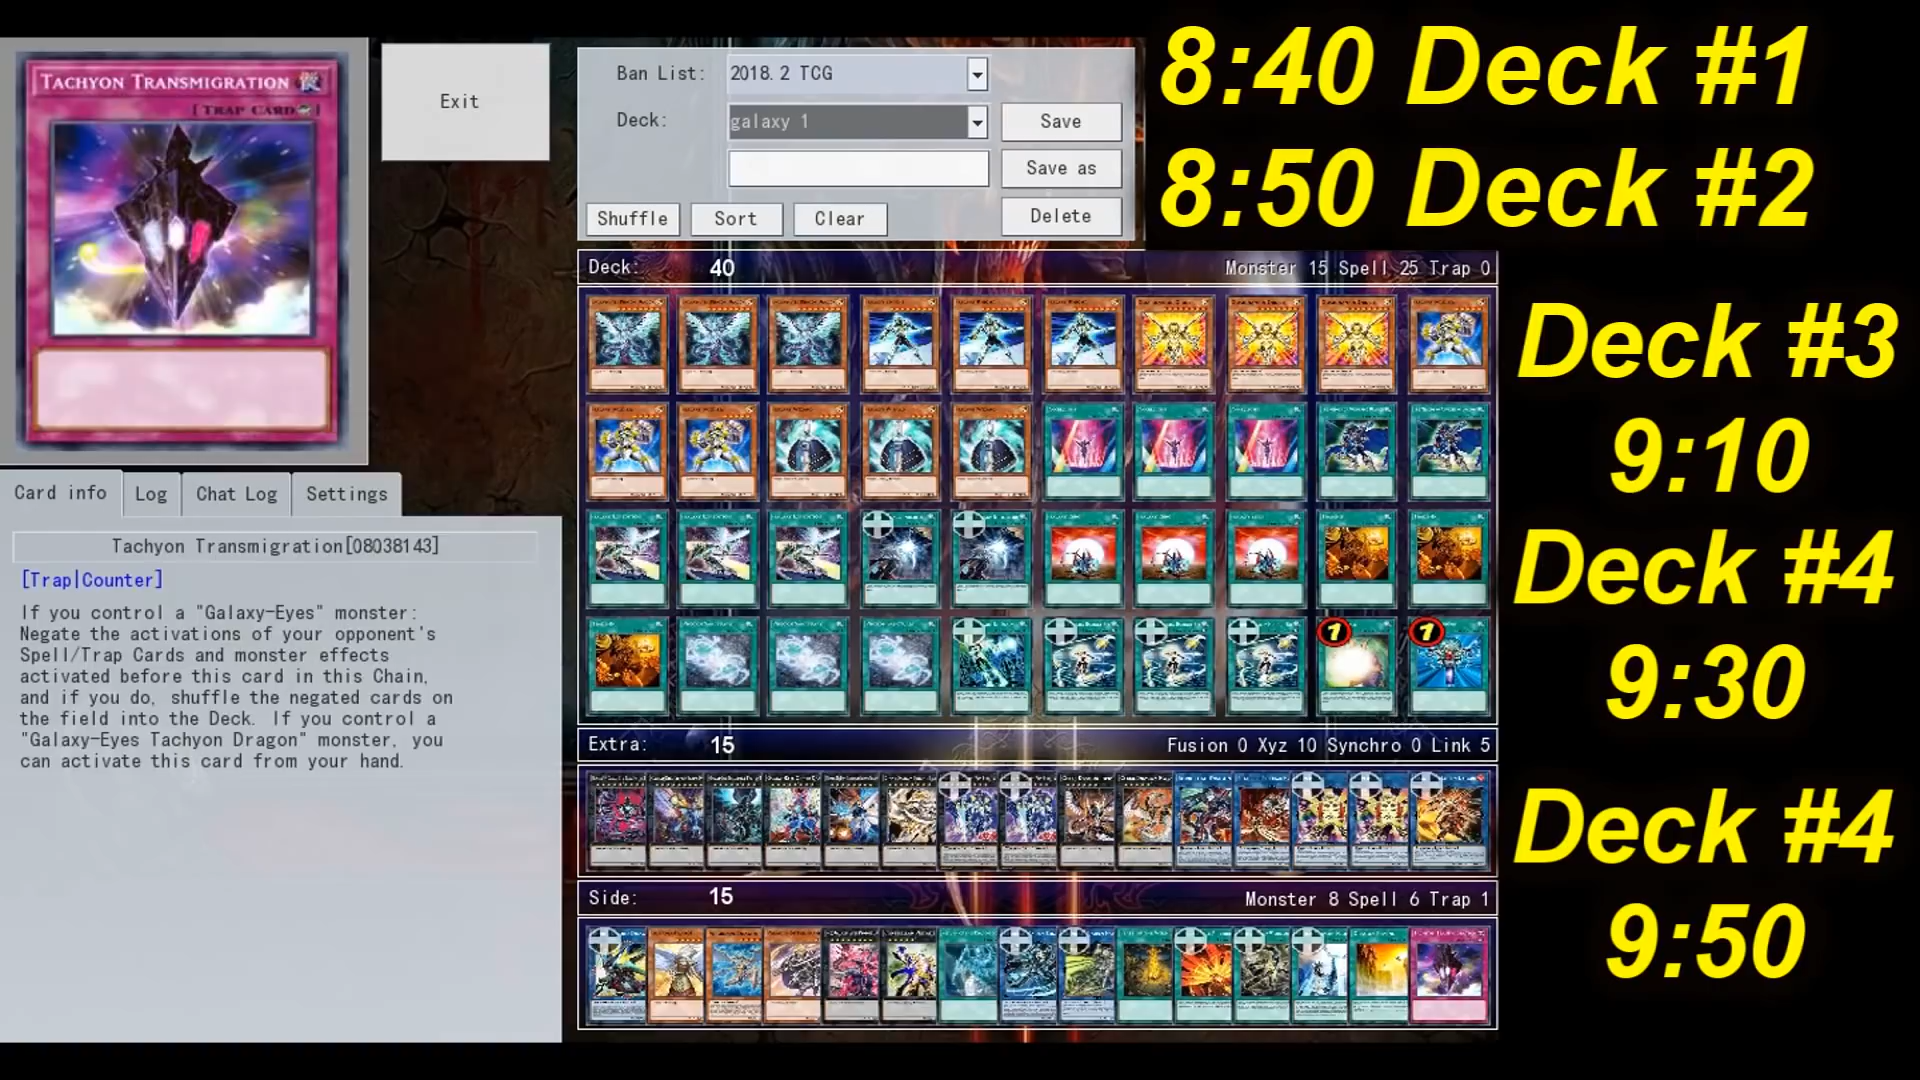 TACHYON TRANSMIGRATION
[TRAP CARD]
Exit
Ban List: 2018.2 TCG
Deck: galaxy 1
Save
Save as
Delete
Shuffle Sort Clear
8:40 Deck #1
8:50 Deck #2
Deck: 40 Monster 15 Spell 25 Trap 0
1 1
Extra: 15 Fusion 0 Xyz 10 Synchro 0 Link 5
Side: 15 Monster 8 Spell 6 Trap 1
Deck #3
9:10
Deck #4
9:30
Deck #4
9:50
Card info Log Chat Log Settings
Tachyon Transmigration[08038143]
[Trap|Counter]
If you control a "Galaxy-Eyes" monster:
Negate the activations of your opponent's
Spell/Trap Cards and monster effects
activated before this card in this Chain,
and if you do, shuffle the negated cards on
the field into the Deck. If you control a
"Galaxy-Eyes Tachyon Dragon" monster, you
can activate this card from your hand.